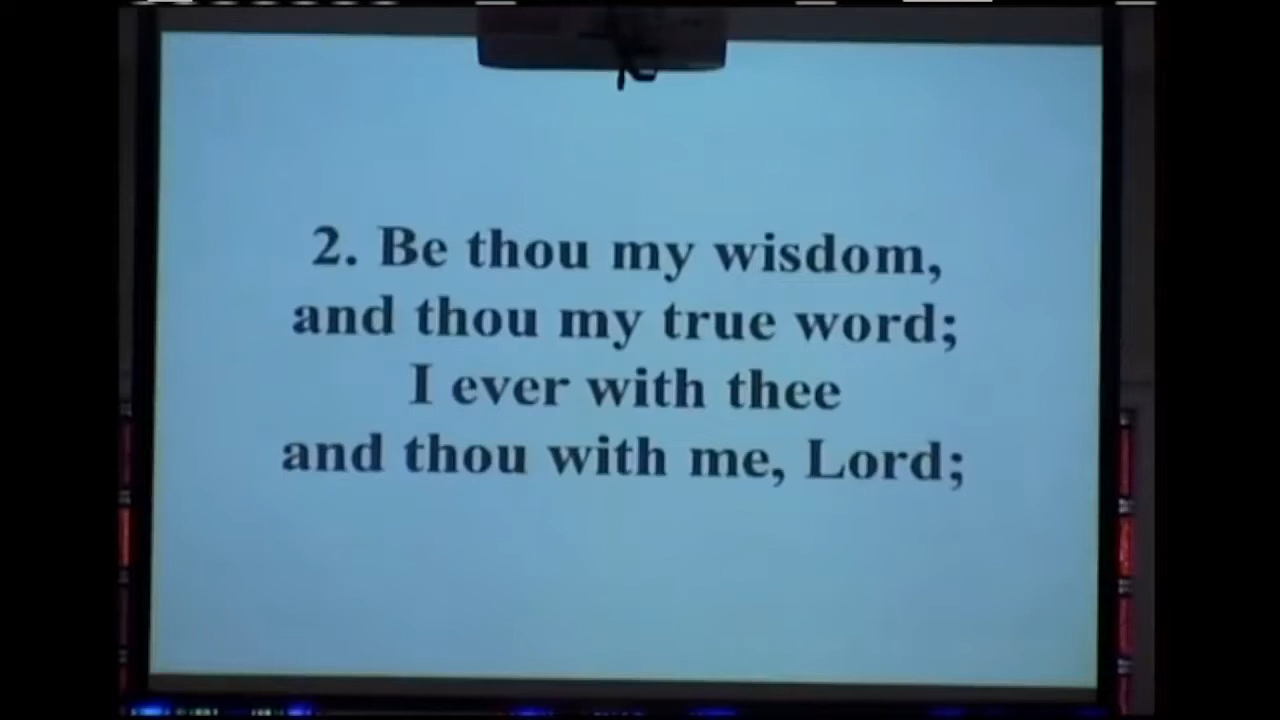 2. Be thou my wisdom,
and thou my true word;
I ever with thee
and thou with me, Lord;